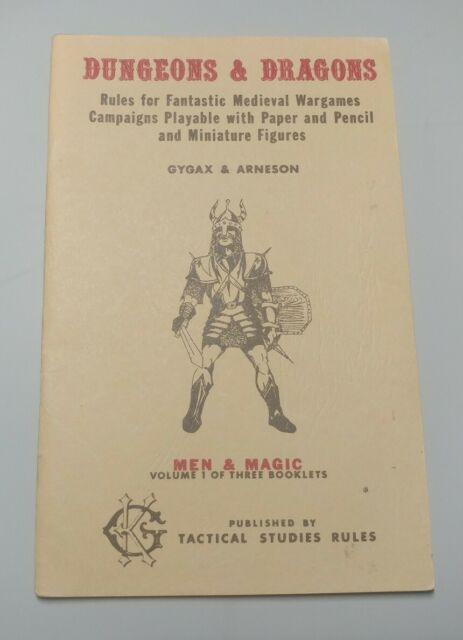 DUNGEONS & DRAGONS
Rules for Fantastic Medieval Wargames
Campaigns Playable with Paper and Pencil
and Miniature Figures
GYGAX & ARNESON
MEN & MAGIC
VOLUME 1 OF THREE BOOKLETS
GK
PUBLISHED BY
TACTICAL STUDIES RULES